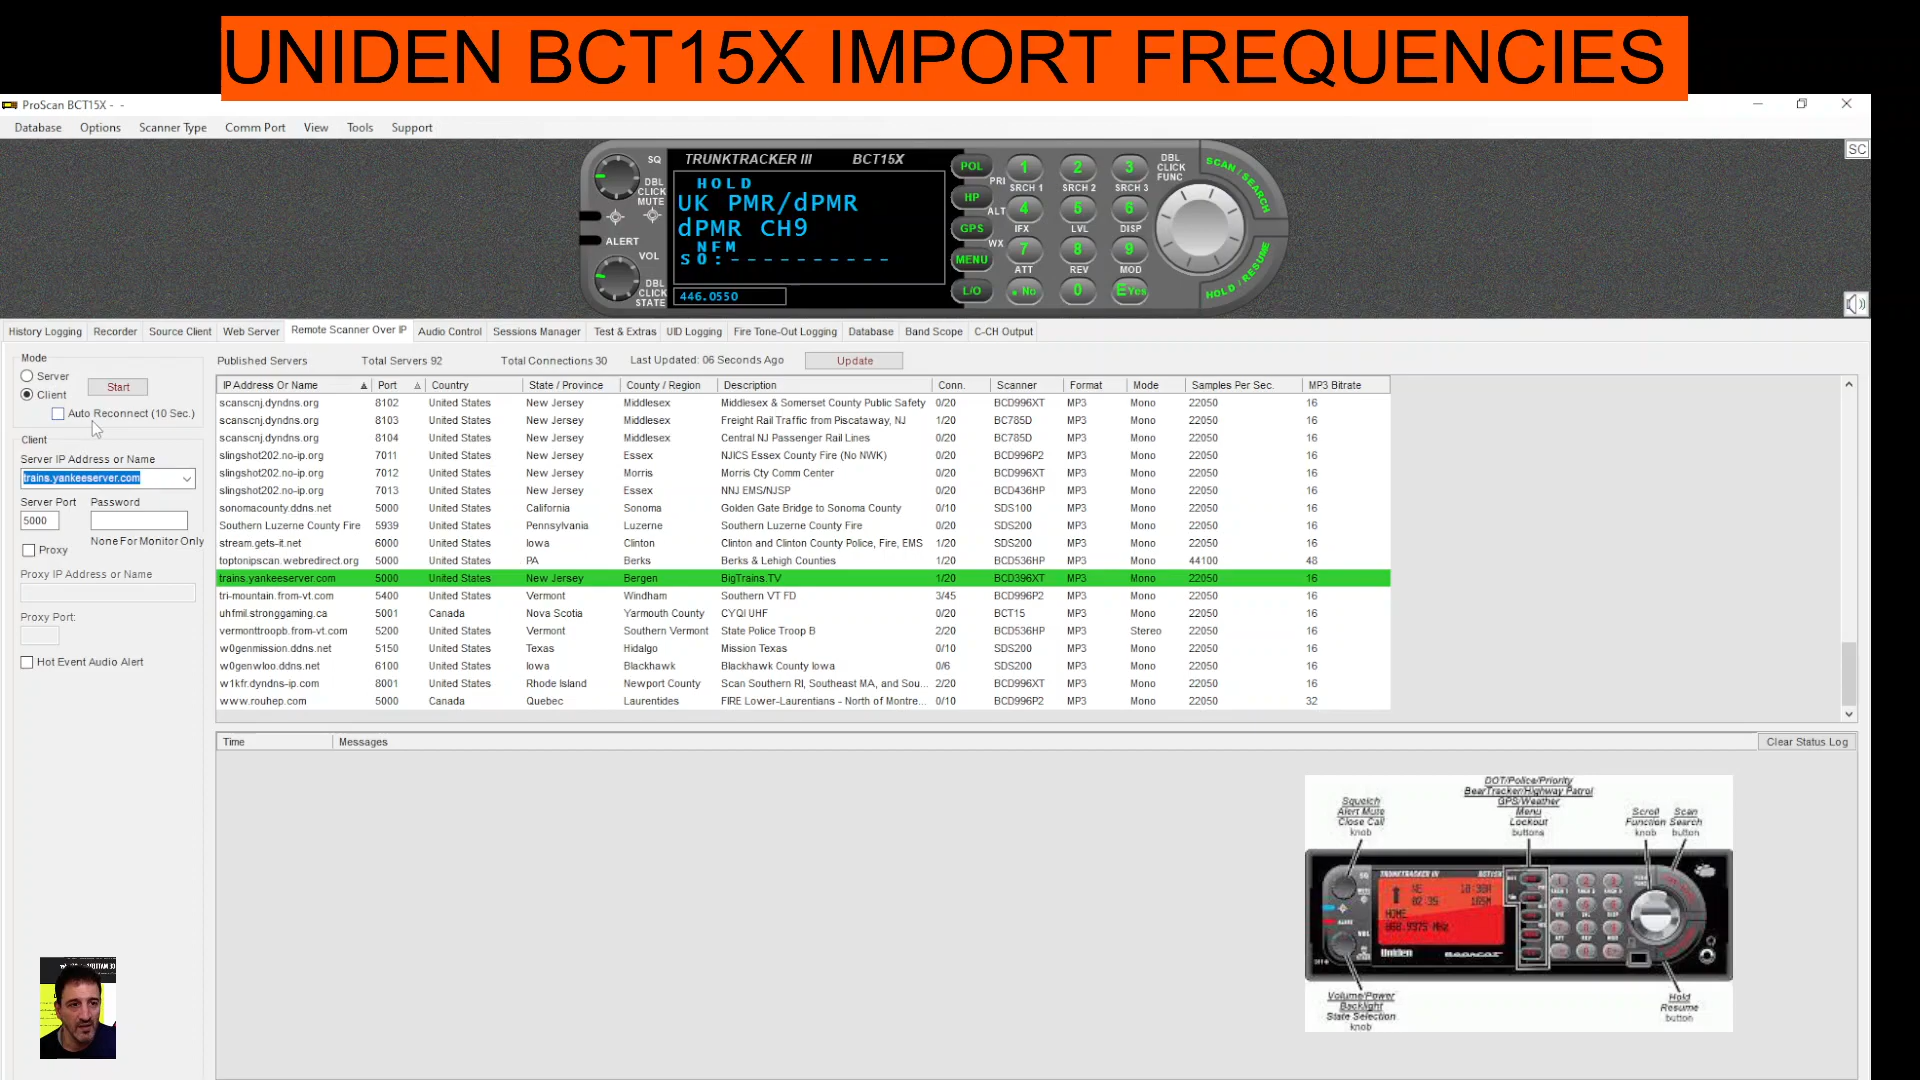 UNIDEN BCT15X IMPORT FREQUENCIES
ProScan BCT15X - -
Database Options Scanner Type Comm Port View Tools Support
SC
SQ TRUNKTRACKER III BCT15X
DBL CLICK MUTE
ALERT
VOL
DBL CLICK STATE
HOLD
UK PMR/dPMR
dPMR CH9
NFM
S0:----------
446.0550
POL HP GPS MENU L/O
PRI ALT WX
1 2 3
SRCH 1 SRCH 2 SRCH 3
4 5 6
IFX LVL DISP
7 8 9
ATT REV MOD
. No 0 E Yes
DBL CLICK FUNC
SCAN / SEARCH
HOLD / RESUME
History Logging Recorder Source Client Web Server Remote Scanner Over IP Audio Control Sessions Manager Test & Extras UID Logging Fire Tone-Out Logging Database Band Scope C-CH Output
Mode
Server
Client Start
Auto Reconnect (10 Sec.)
Client
Server IP Address or Name
trains.yankeeserver.com
Server Port Password
5000
None For Monitor Only
Proxy
Proxy IP Address or Name
Proxy Port:
Hot Event Audio Alert
Published Servers Total Servers 92 Total Connections 30 Last Updated: 06 Seconds Ago Update
IP Address Or Name Port Country State / Province County / Region Description Conn. Scanner Format Mode Samples Per Sec. MP3 Bitrate
scanscnj.dyndns.org 8102 United States New Jersey Middlesex Middlesex & Somerset County Public Safety 0/20 BCD996XT MP3 Mono 22050 16
scanscnj.dyndns.org 8103 United States New Jersey Middlesex Freight Rail Traffic from Piscataway, NJ 1/20 BC785D MP3 Mono 22050 16
scanscnj.dyndns.org 8104 United States New Jersey Middlesex Central NJ Passenger Rail Lines 0/20 BC785D MP3 Mono 22050 16
slingshot202.no-ip.org 7011 United States New Jersey Essex NJICS Essex County Fire (No NWK) 0/20 BCD996P2 MP3 Mono 22050 16
slingshot202.no-ip.org 7012 United States New Jersey Morris Morris Cty Comm Center 0/20 BCD996XT MP3 Mono 22050 16
slingshot202.no-ip.org 7013 United States New Jersey Essex NNJ EMS/NJSP 0/20 BCD436HP MP3 Mono 22050 16
sonomacounty.ddns.net 5000 United States California Sonoma Golden Gate Bridge to Sonoma County 0/10 SDS100 MP3 Mono 22050 16
Southern Luzerne County Fire 5939 United States Pennsylvania Luzerne Southern Luzerne County Fire 0/20 SDS200 MP3 Mono 22050 16
stream.gets-it.net 6000 United States Iowa Clinton Clinton and Clinton County Police, Fire, EMS 1/20 SDS200 MP3 Mono 22050 16
toptonipscan.webredirect.org 5000 United States PA Berks Berks & Lehigh Counties 1/20 BCD536HP MP3 Mono 44100 48
trains.yankeeserver.com 5000 United States New Jersey Bergen BigTrains.TV 1/20 BCD396XT MP3 Mono 22050 16
tri-mountain.from-vt.com 5400 United States Vermont Windham Southern VT FD 3/45 BCD996P2 MP3 Mono 22050 16
uhfmil.stronggaming.ca 5001 Canada Nova Scotia Yarmouth County CYQI UHF 0/20 BCT15 MP3 Mono 22050 16
vermonttroopb.from-vt.com 5200 United States Vermont Southern Vermont State Police Troop B 2/20 BCD536HP MP3 Stereo 22050 16
w0genmission.ddns.net 5150 United States Texas Hidalgo Mission Texas 0/10 SDS200 MP3 Mono 22050 16
w0genwloo.ddns.net 6100 United States Iowa Blackhawk Blackhawk County Iowa 0/6 SDS200 MP3 Mono 22050 16
w1kfr.dyndns-ip.com 8001 United States Rhode Island Newport County Scan Southern RI, Southeast MA, and Sou... 2/20 BCD996XT MP3 Mono 22050 16
www.rouhep.com 5000 Canada Quebec Laurentides FIRE Lower-Laurentians - North of Montre... 0/10 BCD996P2 MP3 Mono 22050 32
Time Messages Clear Status Log
DOT/Police/Priority
BearTracker/Highway Patrol
GPS/Weather
Menu
Lockout
buttons
Squelch
Alert Mute
Close Call
knob
Scroll
Function
knob
Scan
Search
button
TRUNKTRACKER III BCT15X
NE 10:30A
02:35 105M
HOME
868.9375 MHz
Uniden BEARCAT
Volume/Power
Backlight
State Selection
knob
Hold
Resume
button